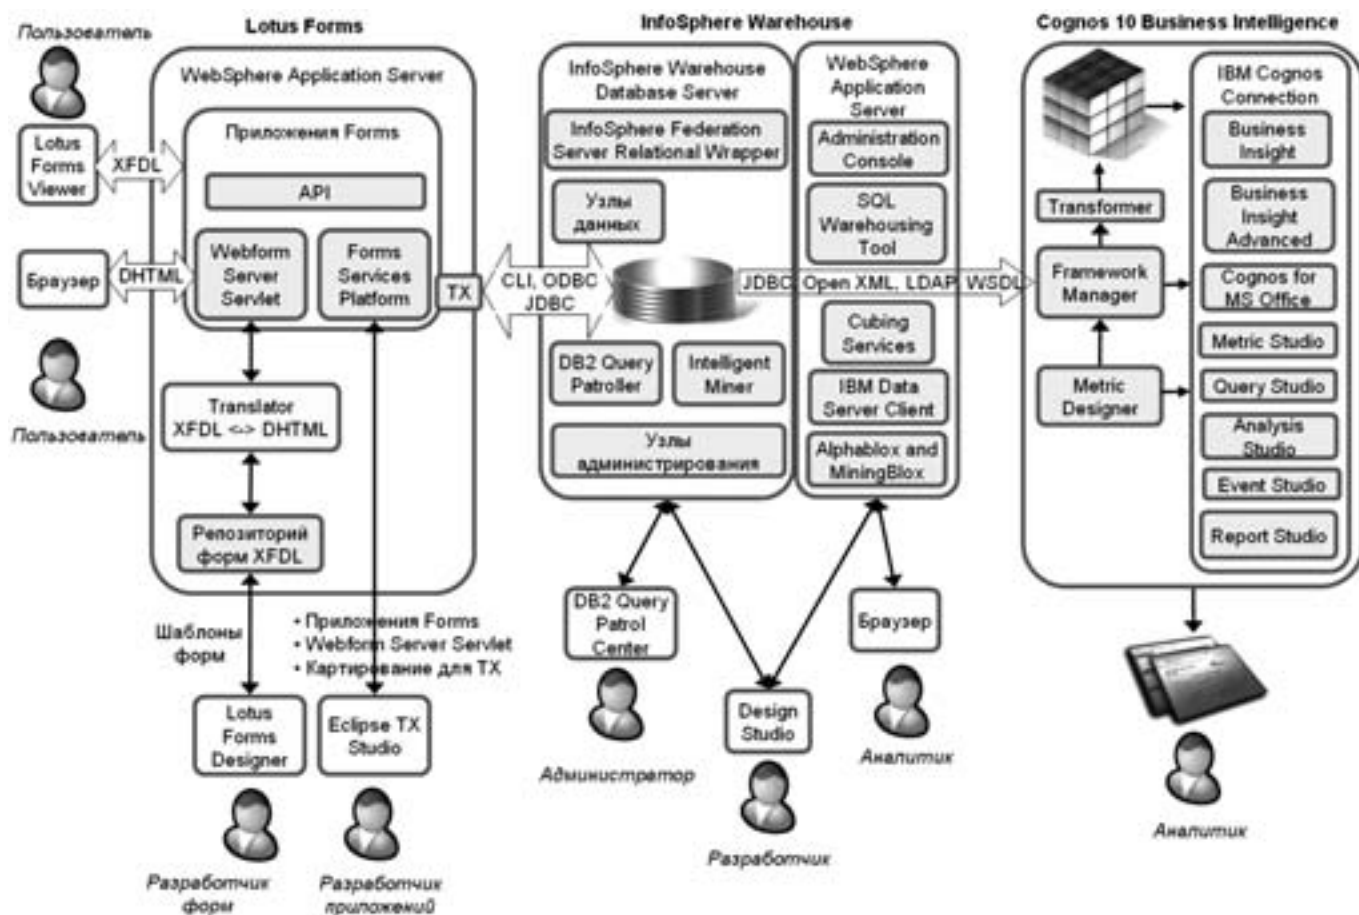 Lotus Forms
Пользователь
WebSphere Application Server
Приложения Forms
Lotus
Forms
Viewer
XFDL
API
Браузер
DHTML
Webform
Server
Servlet
Forms
Services
Platform
TX
Пользователь
Translator
XFDL <-> DHTML
Репозиторий
форм XFDL
Шаблоны
форм
• Приложения Forms
• Webform Server Servlet
• Картирование для TX
Lotus
Forms
Designer
Eclipse TX
Studio
Разработчик
форм
Разработчик
приложений
InfoSphere Warehouse
InfoSphere Warehouse
Database Server
InfoSphere Federation
Server Relational Wrapper
Узлы
данных
CLI, ODBC
JDBC
DB2 Query
Patroller
Intelligent
Miner
Узлы
администрирования
WebSphere
Application
Server
Administration
Console
SQL
Warehousing
Tool
JDBC, Open XML, LDAP, WSDL
Cubing
Services
IBM Data
Server Client
Alphablox and
MiningBlox
DB2 Query
Patrol
Center
Администратор
Design
Studio
Разработчик
Браузер
Аналитик
Cognos 10 Business Intelligence
Transformer
Framework
Manager
Metric
Designer
IBM Cognos
Connection
Business
Insight
Business
Insight
Advanced
Cognos for
MS Office
Metric Studio
Query Studio
Analysis
Studio
Event Studio
Report Studio
Аналитик